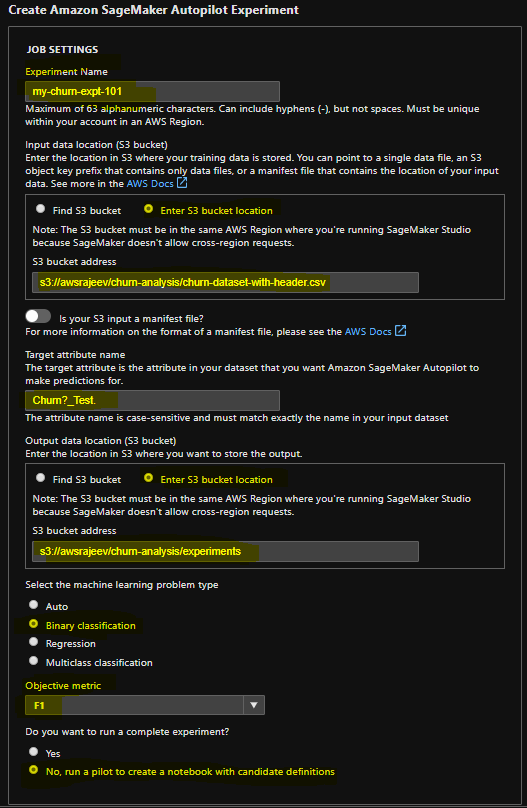 Create Amazon SageMaker Autopilot Experiment
JOB SETTINGS
Experiment Name
my-churn-expt-101
Maximum of 63 alphanumeric characters. Can include hyphens (-), but not spaces. Must be unique
within your account in an AWS Region.
Input data location (S3 bucket)
Enter the location in S3 where your training data is stored. You can point to a single data file, an S3
object key prefix that contains only data files, or a manifest file that contains the location of your input
data. See more in the AWS Docs
Find S3 bucket Enter S3 bucket location
Note: The S3 bucket must be in the same AWS Region where you're running SageMaker Studio
because SageMaker doesn't allow cross-region requests.
S3 bucket address
s3://awsrajeev/churn-analysis/churn-dataset-with-header.csv
Is your S3 input a manifest file?
For more information on the format of a manifest file, please see the AWS Docs
Target attribute name
The target attribute is the attribute in your dataset that you want Amazon SageMaker Autopilot to
make predictions for.
Churn?_Test.
The attribute name is case-sensitive and must match exactly the name in your input dataset
Output data location (S3 bucket)
Enter the location in S3 where you want to store the output.
Find S3 bucket Enter S3 bucket location
Note: The S3 bucket must be in the same AWS Region where you're running SageMaker Studio
because SageMaker doesn't allow cross-region requests.
S3 bucket address
s3://awsrajeev/churn-analysis/experiments
Select the machine learning problem type
Auto
Binary classification
Regression
Multiclass classification
Objective metric
F1
Do you want to run a complete experiment?
Yes
No, run a pilot to create a notebook with candidate definitions